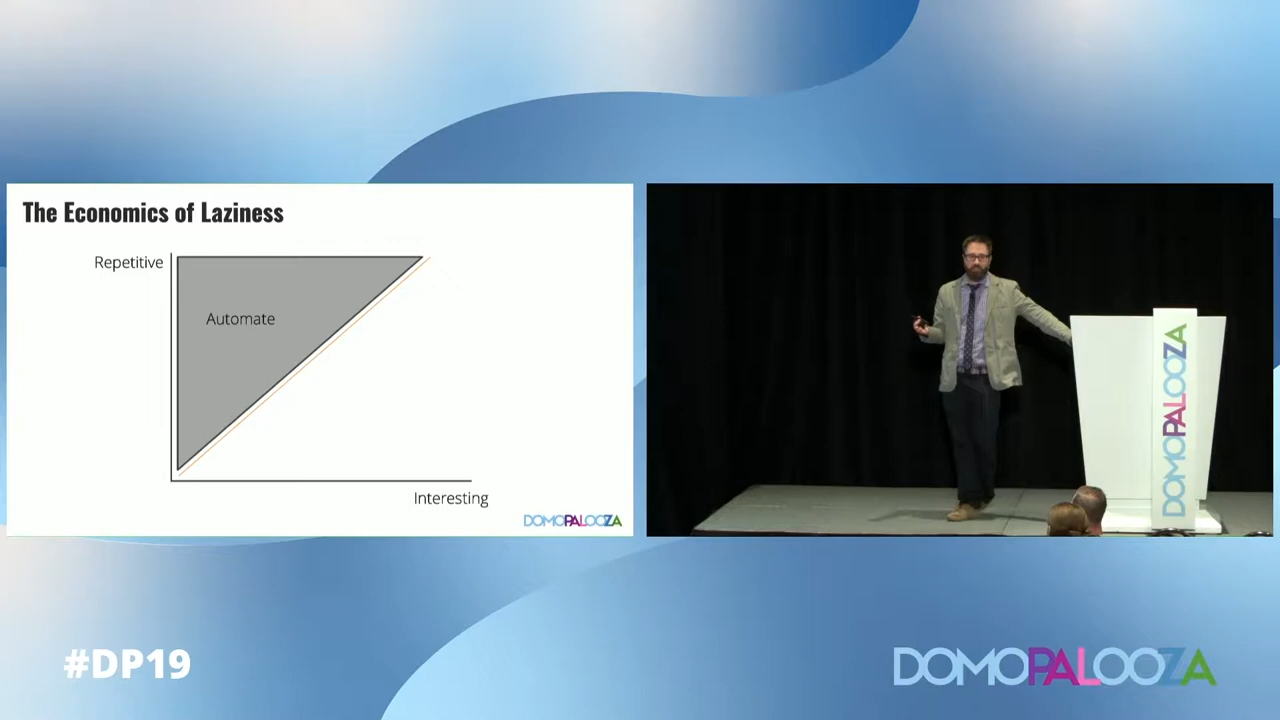 The Economics of Laziness
Repetitive
Automate
Interesting
DOMOPALOOZA
DOMOPALOOZA
#DP19
DOMOPALOOZA